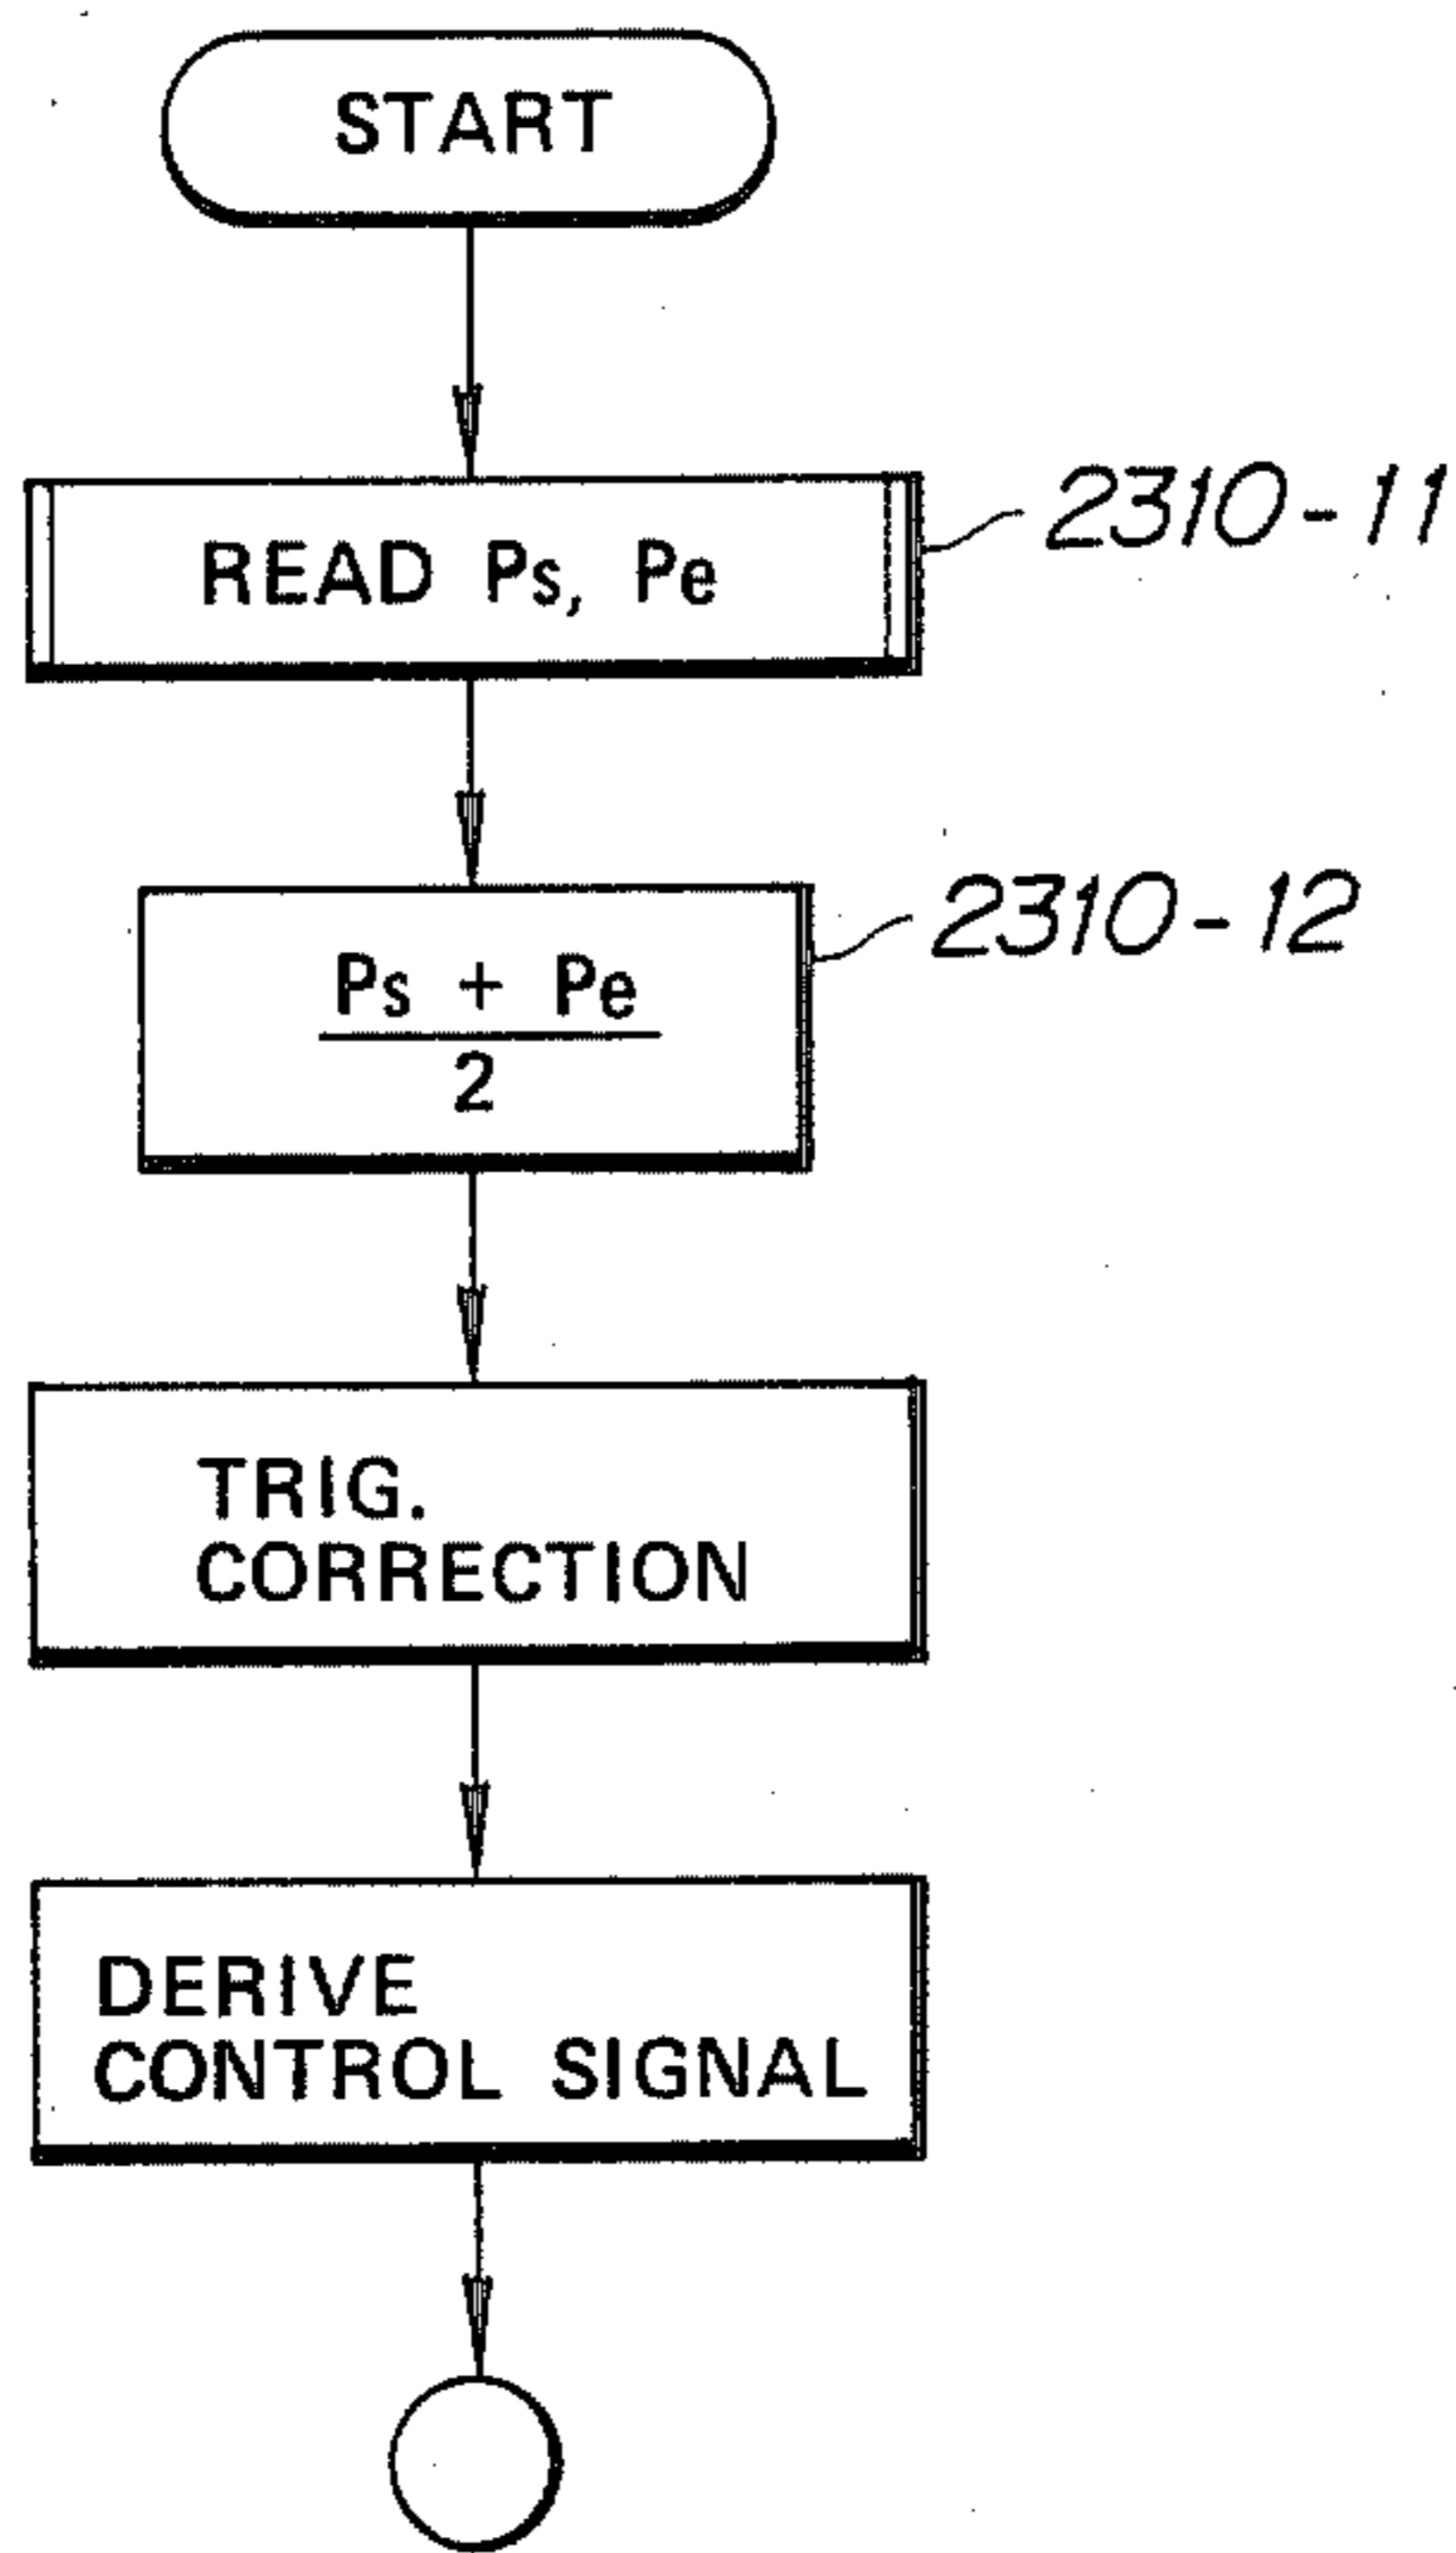 START
READ Ps, Pe
2310-11
Ps + Pe
2
2310-12
TRIG.
CORRECTION
DERIVE
CONTROL SIGNAL